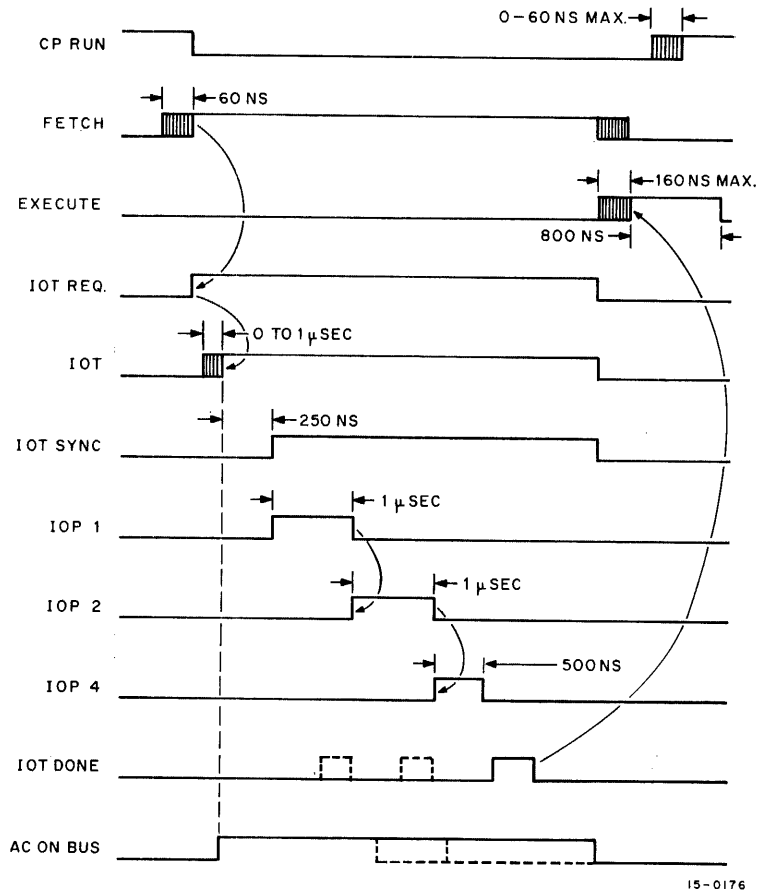 0-60 NS MAX.
CP RUN
60 NS
FETCH
160 NS MAX.
EXECUTE
800 NS
IOT REQ.
0 TO 1 μSEC
IOT
250 NS
IOT SYNC
1 μSEC
IOP 1
1 μSEC
IOP 2
500 NS
IOP 4
IOT DONE
AC ON BUS
15-0176